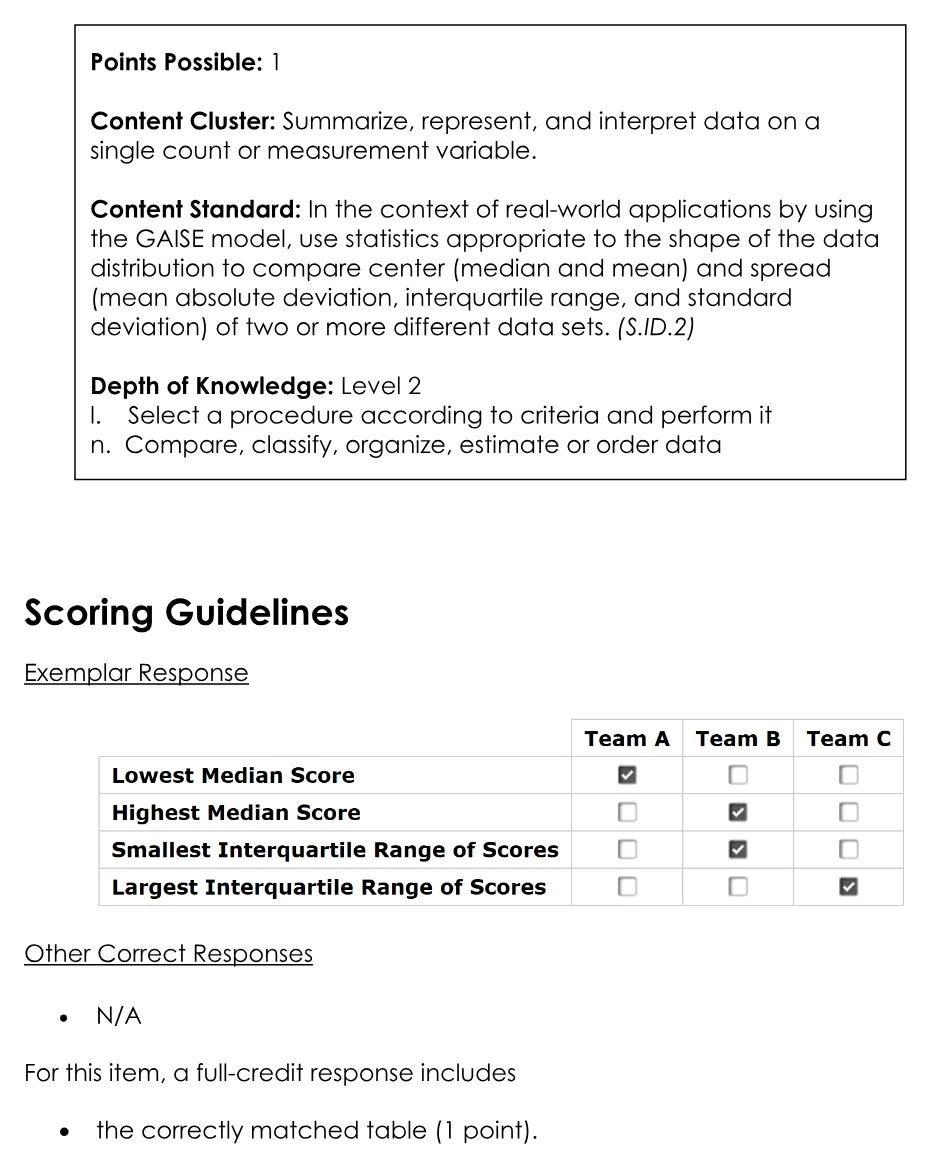 Points Possible: 1
Content Cluster: Summarize, represent, and interpret data on a
single count or measurement variable.
Content Standard: In the context of real-world applications by using
the GAISE model, use statistics appropriate to the shape of the data
distribution to compare center (median and mean) and spread
(mean absolute deviation, interquartile range, and standard
deviation) of two or more different data sets. (S.ID.2)
Depth of Knowledge: Level 2
l. Select a procedure according to criteria and perform it
n. Compare, classify, organize, estimate or order data
Scoring Guidelines
Exemplar Response
Team A Team B Team C
Lowest Median Score
Highest Median Score
Smallest Interquartile Range of Scores
Largest Interquartile Range of Scores
Other Correct Responses
• N/A
For this item, a full-credit response includes
• the correctly matched table (1 point).